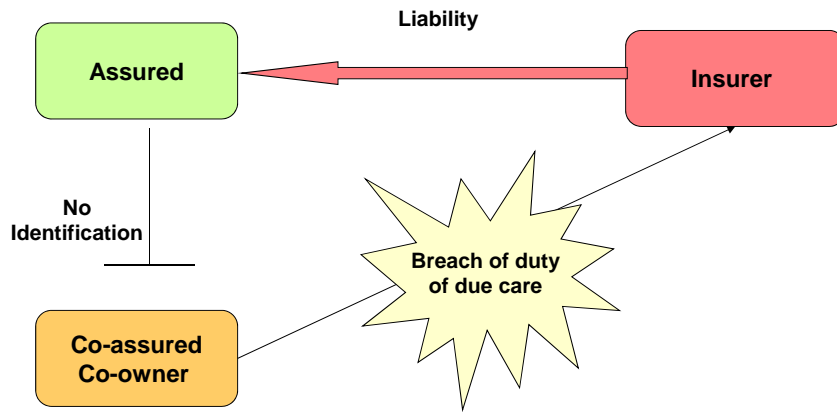 Liability
Assured
Insurer
No
Identification
Breach of duty
of due care
Co-assured
Co-owner